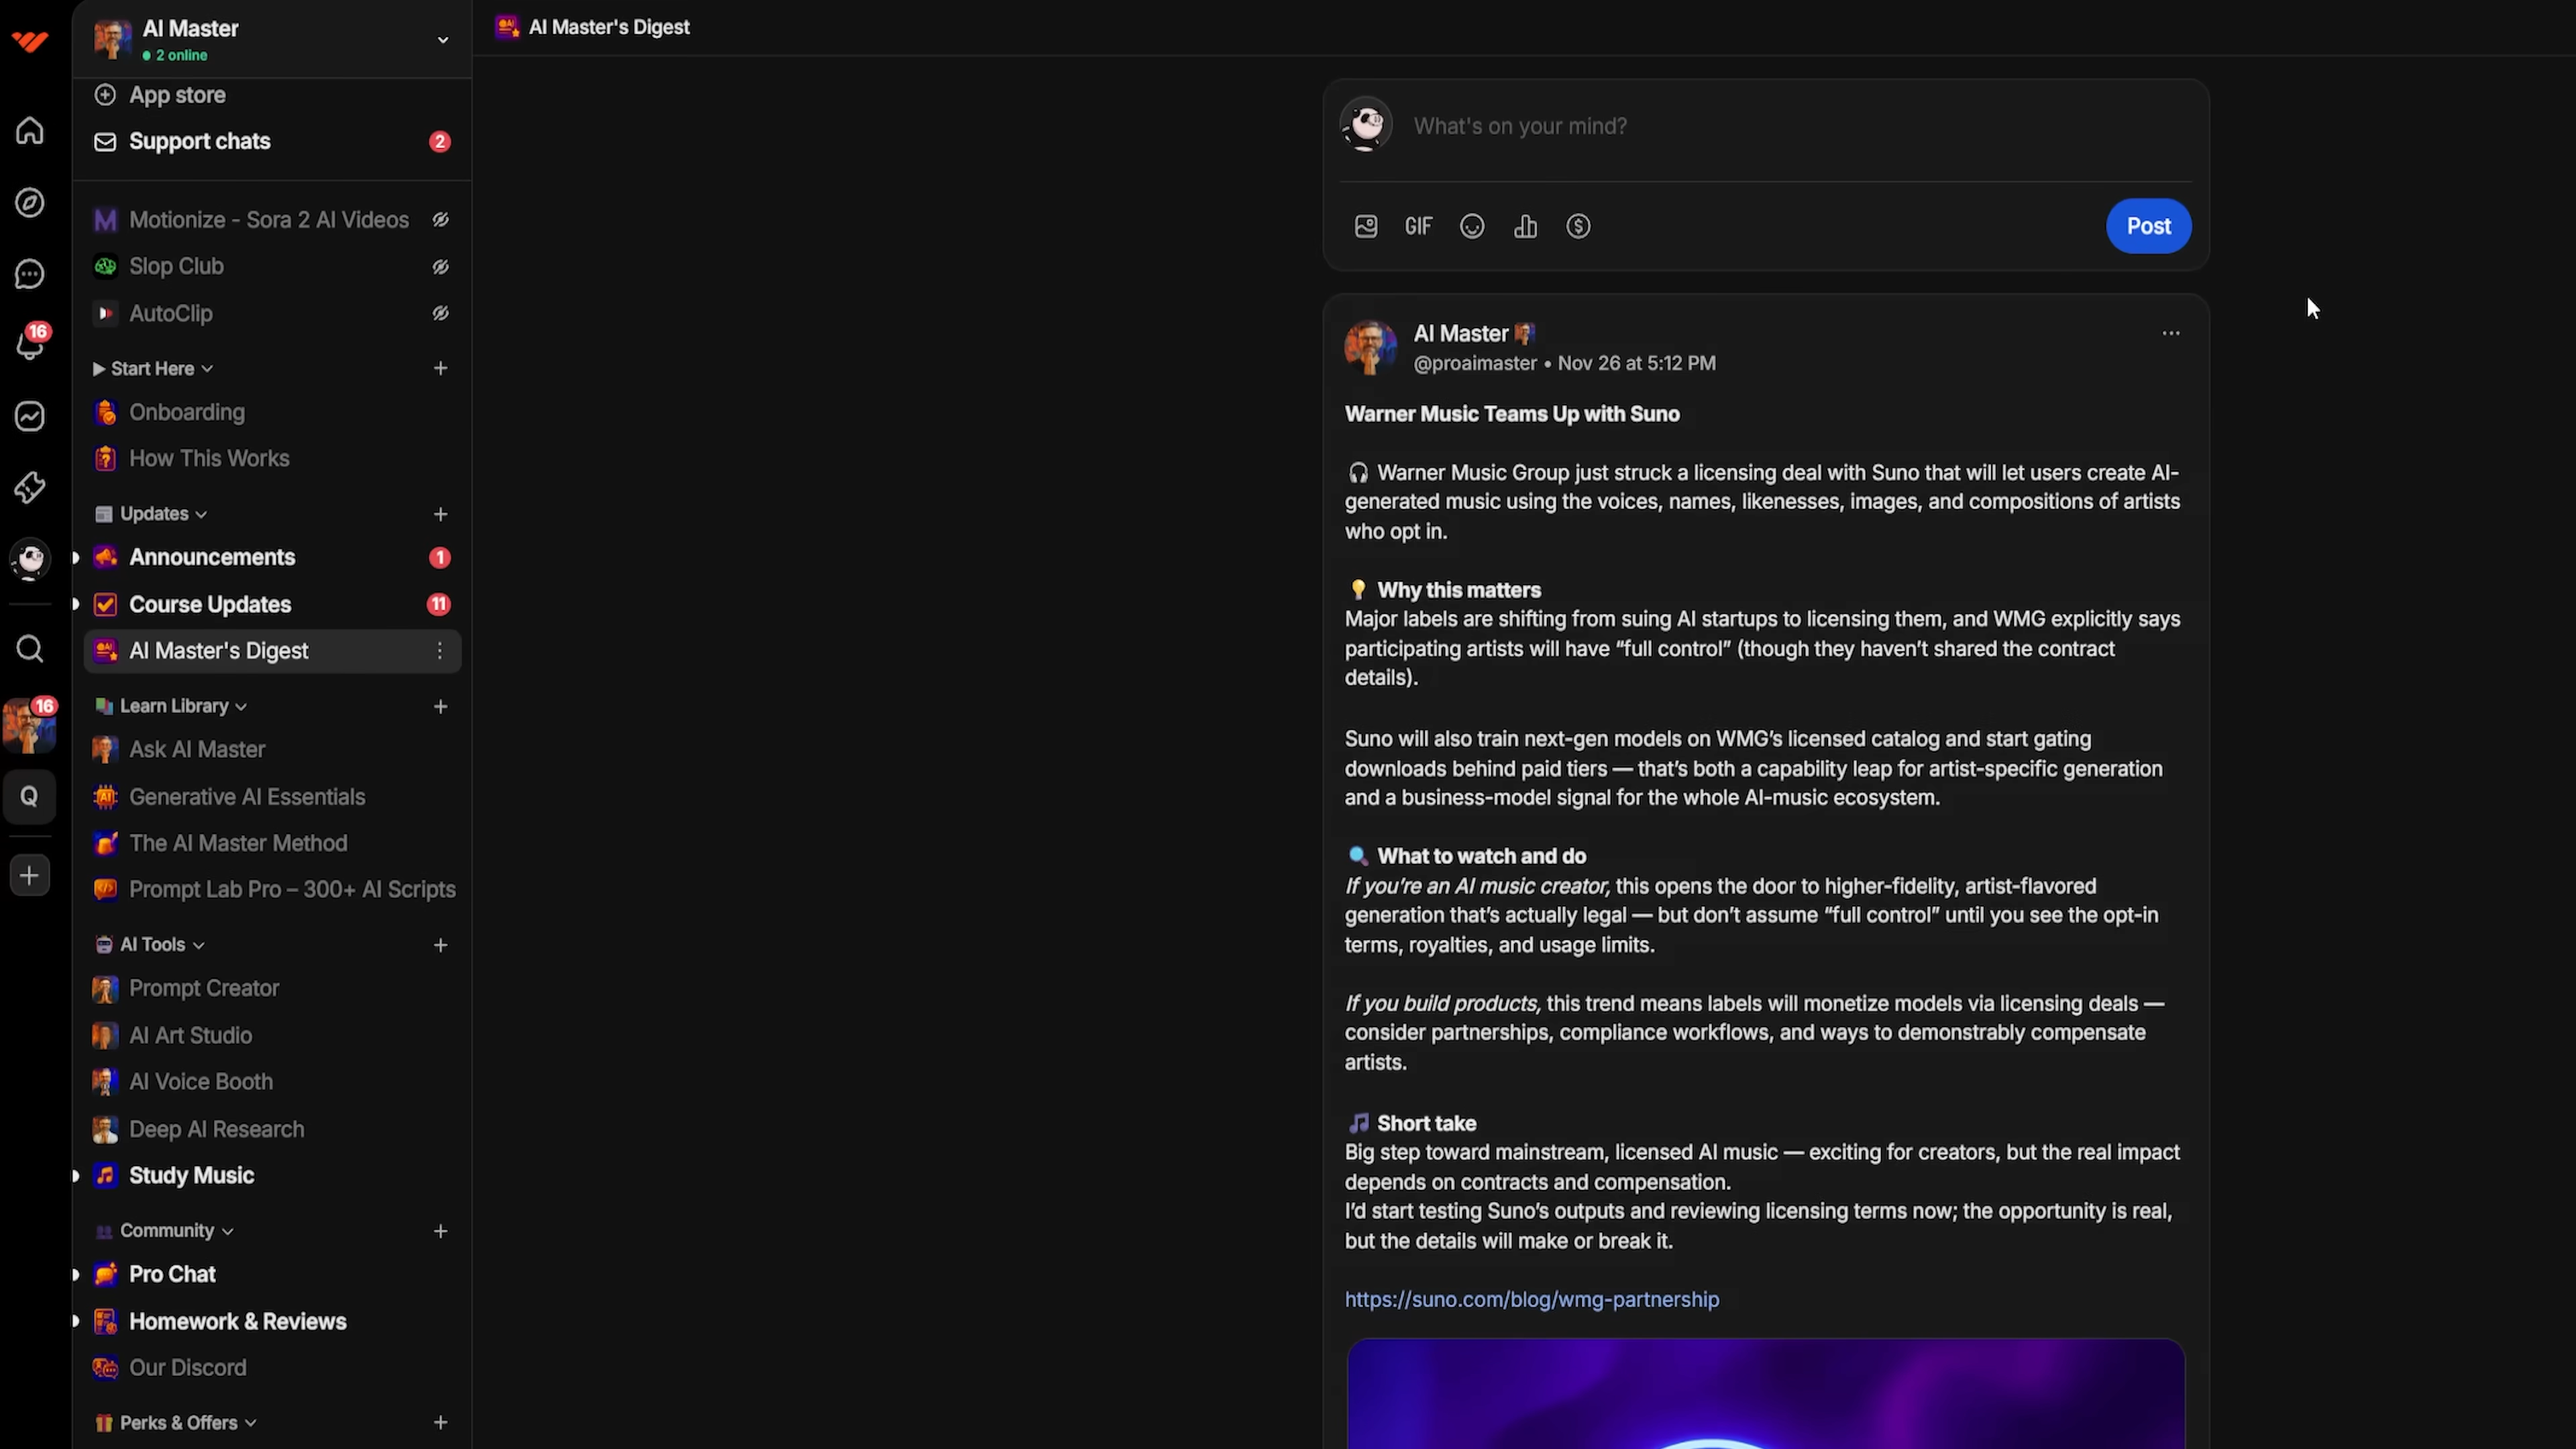 AI Master
2 online
App store
Support chats
2
Motionize - Sora 2 AI Videos
Slop Club
AutoClip
Start Here
Onboarding
How This Works
Updates
Announcements
1
Course Updates
11
AI Master's Digest
Learn Library
Ask AI Master
Generative AI Essentials
The AI Master Method
Prompt Lab Pro – 300+ AI Scripts
AI Tools
Prompt Creator
AI Art Studio
AI Voice Booth
Deep AI Research
Study Music
Community
Pro Chat
Homework & Reviews
Our Discord
Perks & Offers
16
16
Q
AI Master's Digest
What's on your mind?
GIF
Post
AI Master
@proaimaster • Nov 26 at 5:12 PM
Warner Music Teams Up with Suno
🎧 Warner Music Group just struck a licensing deal with Suno that will let users create AI-
generated music using the voices, names, likenesses, images, and compositions of artists
who opt in.
💡 Why this matters
Major labels are shifting from suing AI startups to licensing them, and WMG explicitly says
participating artists will have “full control” (though they haven’t shared the contract
details).
Suno will also train next-gen models on WMG’s licensed catalog and start gating
downloads behind paid tiers — that’s both a capability leap for artist-specific generation
and a business-model signal for the whole AI-music ecosystem.
🔍 What to watch and do
If you’re an AI music creator, this opens the door to higher-fidelity, artist-flavored
generation that’s actually legal — but don’t assume “full control” until you see the opt-in
terms, royalties, and usage limits.
If you build products, this trend means labels will monetize models via licensing deals —
consider partnerships, compliance workflows, and ways to demonstrably compensate
artists.
🎵 Short take
Big step toward mainstream, licensed AI music — exciting for creators, but the real impact
depends on contracts and compensation.
I’d start testing Suno’s outputs and reviewing licensing terms now; the opportunity is real,
but the details will make or break it.
https://suno.com/blog/wmg-partnership